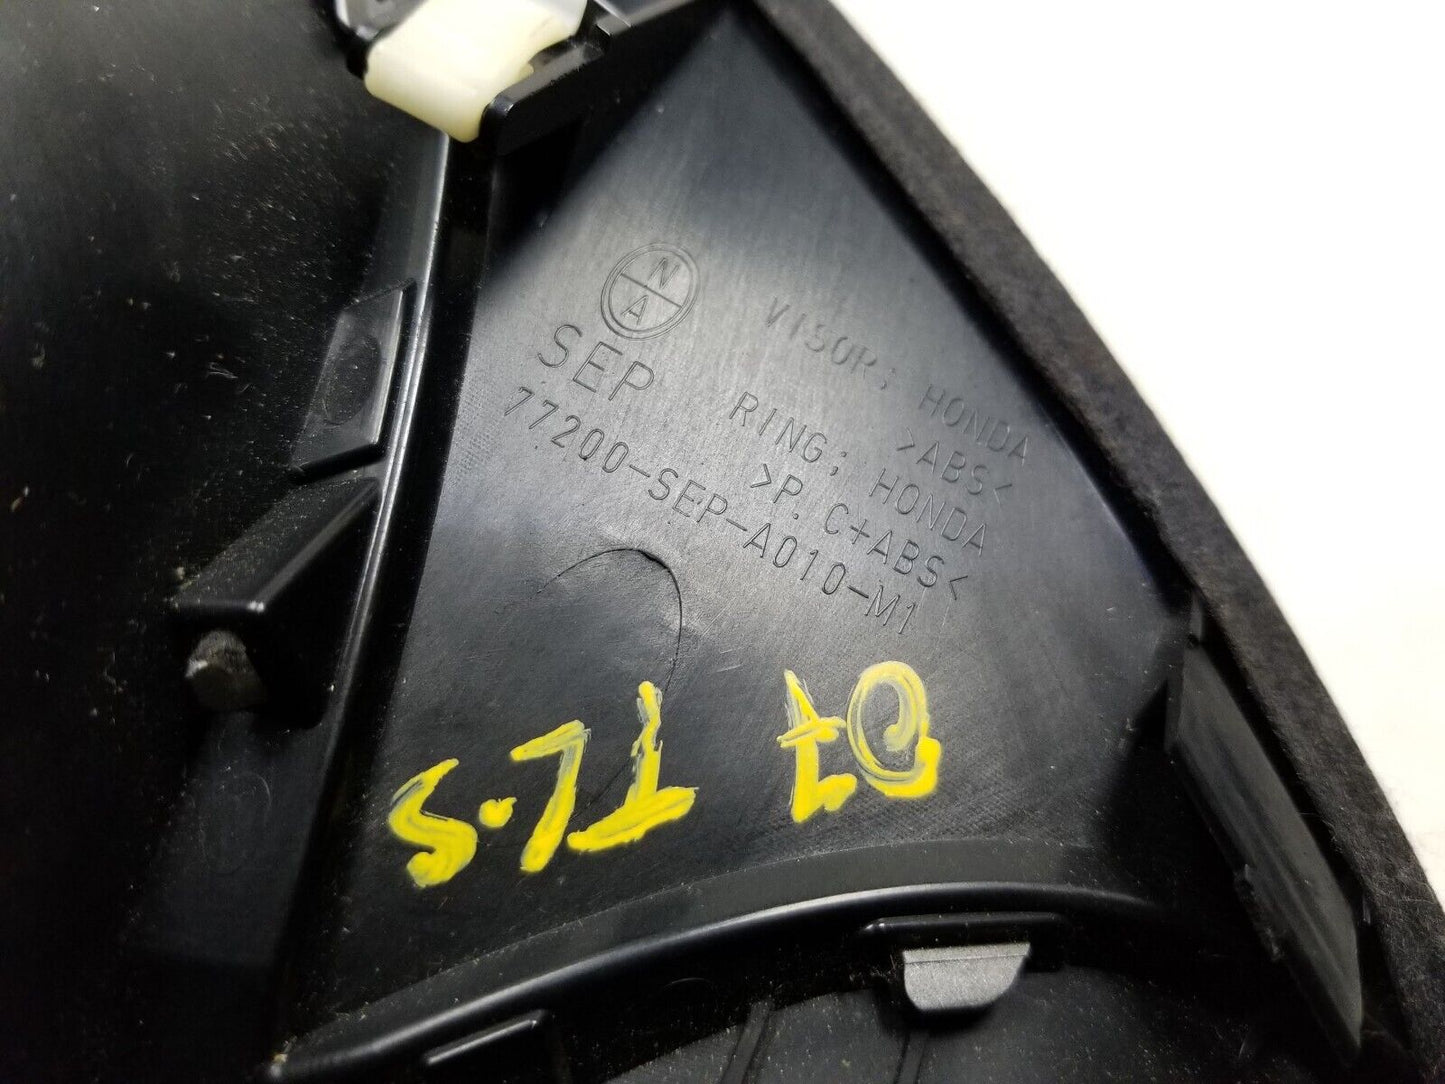 N
A
VISOR; HONDA
>ABS<
SEP
RING; HONDA
>P.C+ABS<
77200-SEP-A010-M1
07 TL-S